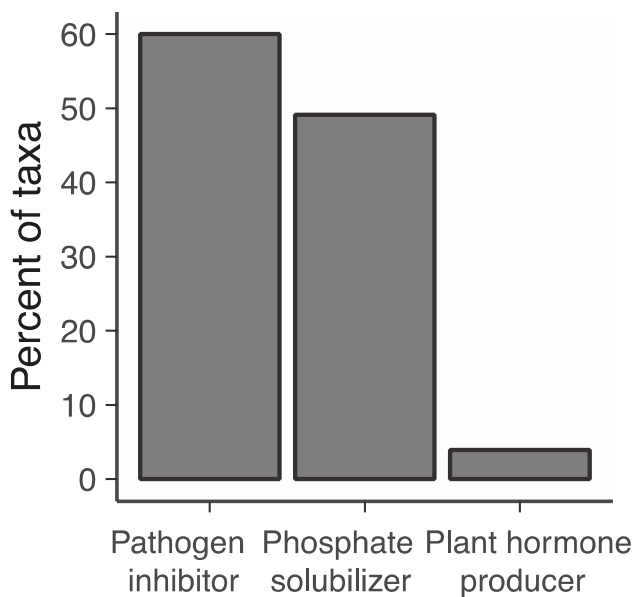 Percent of taxa
60
50
40
30
20
10
0
Pathogen inhibitor
Phosphate solubilizer
Plant hormone producer